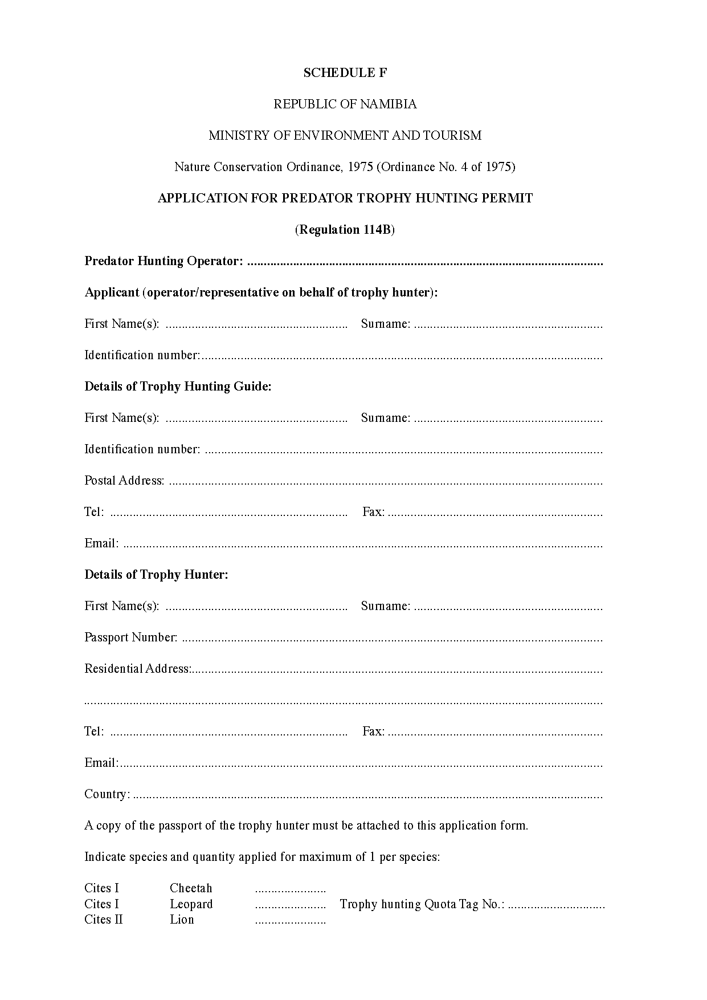 SCHEDULE F
REPUBLIC OF NAMIBIA
MINISTRY OF ENVIRONMENT AND TOURISM
Nature Conservation Ordinance, 1975 (Ordinance No. 4 of 1975)
APPLICATION FOR PREDATOR TROPHY HUNTING PERMIT
(Regulation 114B)
Predator Hunting Operator: .............................................................................................................
Applicant (operator/representative on behalf of trophy hunter):
First Name(s): ........................................................ Surname: ..........................................................
Identification number:...........................................................................................................................
Details of Trophy Hunting Guide:
First Name(s): ........................................................ Surname: ..........................................................
Identification number: ..........................................................................................................................
Postal Address: .....................................................................................................................................
Tel: ......................................................................... Fax: ..................................................................
Email: ...................................................................................................................................................
Details of Trophy Hunter:
First Name(s): ........................................................ Surname: ..........................................................
Passport Number: .................................................................................................................................
Residential Address:..............................................................................................................................
...............................................................................................................................................................
Tel: ......................................................................... Fax: ..................................................................
Email:....................................................................................................................................................
Country: ................................................................................................................................................
A copy of the passport of the trophy hunter must be attached to this application form.
Indicate species and quantity applied for maximum of 1 per species:
Cites I Cheetah ......................
Cites I Leopard ...................... Trophy hunting Quota Tag No.: ..............................
Cites II Lion ......................